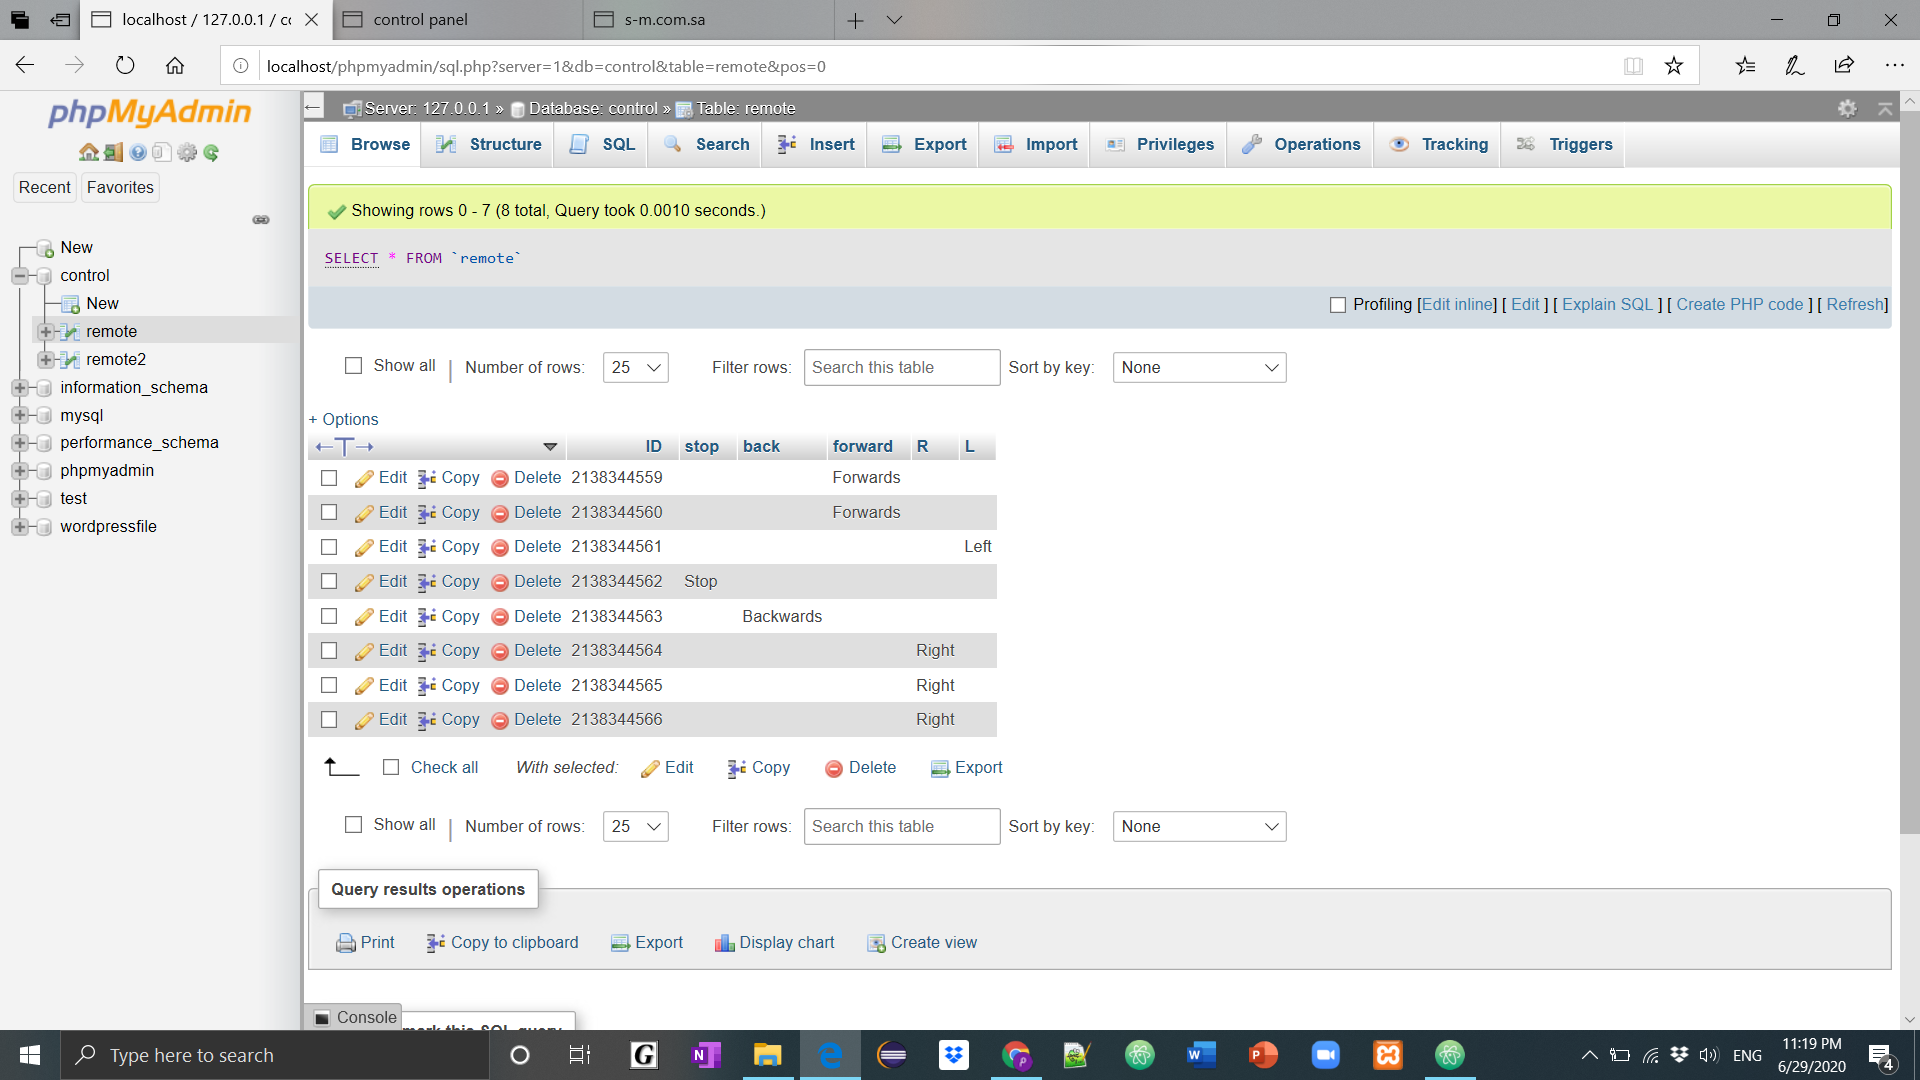 localhost / 127.0.0.1 / cc
control panel
s-m.com.sa
localhost/phpmyadmin/sql.php?server=1&db=control&table=remote&pos=0
phpMyAdmin
Recent
Favorites
New
control
New
remote
remote2
information_schema
mysql
performance_schema
phpmyadmin
test
wordpressfile
Server: 127.0.0.1 » Database: control » Table: remote
Browse Structure SQL Search Insert Export Import Privileges Operations Tracking Triggers
Showing rows 0 - 7 (8 total, Query took 0.0010 seconds.)
SELECT * FROM `remote`
Profiling [Edit inline] [ Edit ] [ Explain SQL ] [ Create PHP code ] [ Refresh]
Show all | Number of rows: 25 Filter rows: Search this table Sort by key: None
+ Options
ID stop back forward R L
Edit Copy Delete 2138344559 Forwards
Edit Copy Delete 2138344560 Forwards
Edit Copy Delete 2138344561 Left
Edit Copy Delete 2138344562 Stop
Edit Copy Delete 2138344563 Backwards
Edit Copy Delete 2138344564 Right
Edit Copy Delete 2138344565 Right
Edit Copy Delete 2138344566 Right
Check all With selected: Edit Copy Delete Export
Show all | Number of rows: 25 Filter rows: Search this table Sort by key: None
Query results operations
Print Copy to clipboard Export Display chart Create view
Console
Type here to search
ENG
11:19 PM
6/29/2020
4